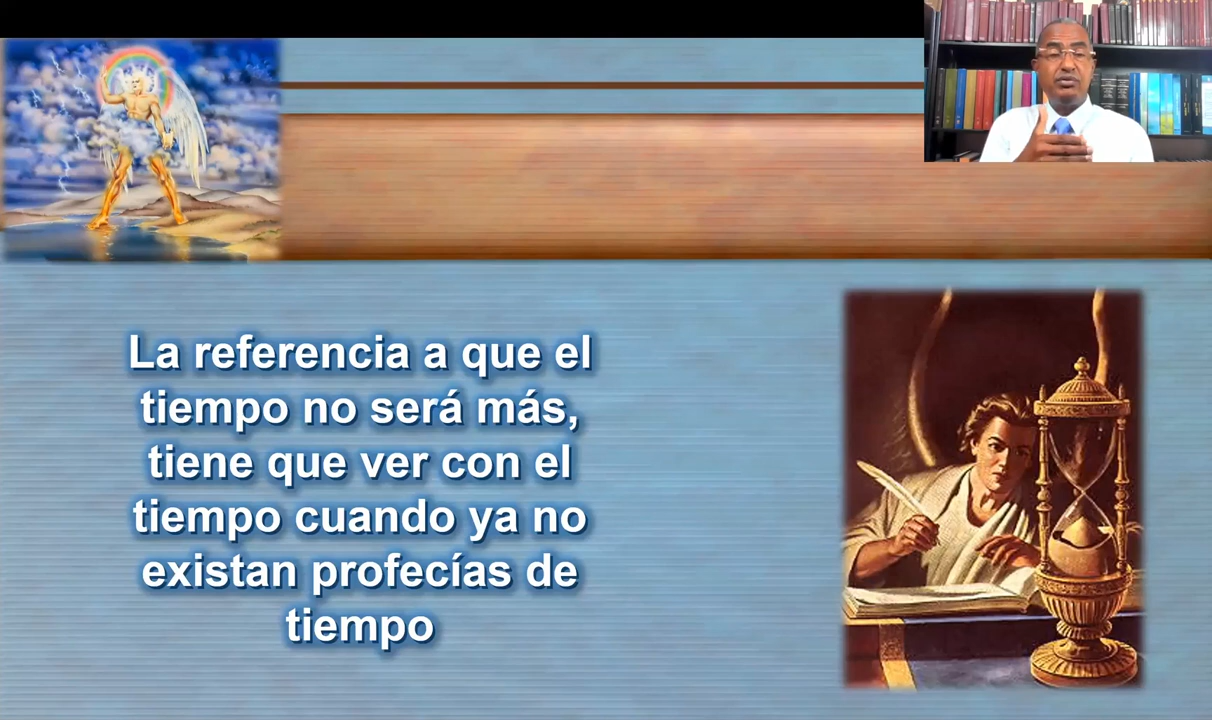 La referencia a que el
tiempo no será más,
tiene que ver con el
tiempo cuando ya no
existan profecías de
tiempo